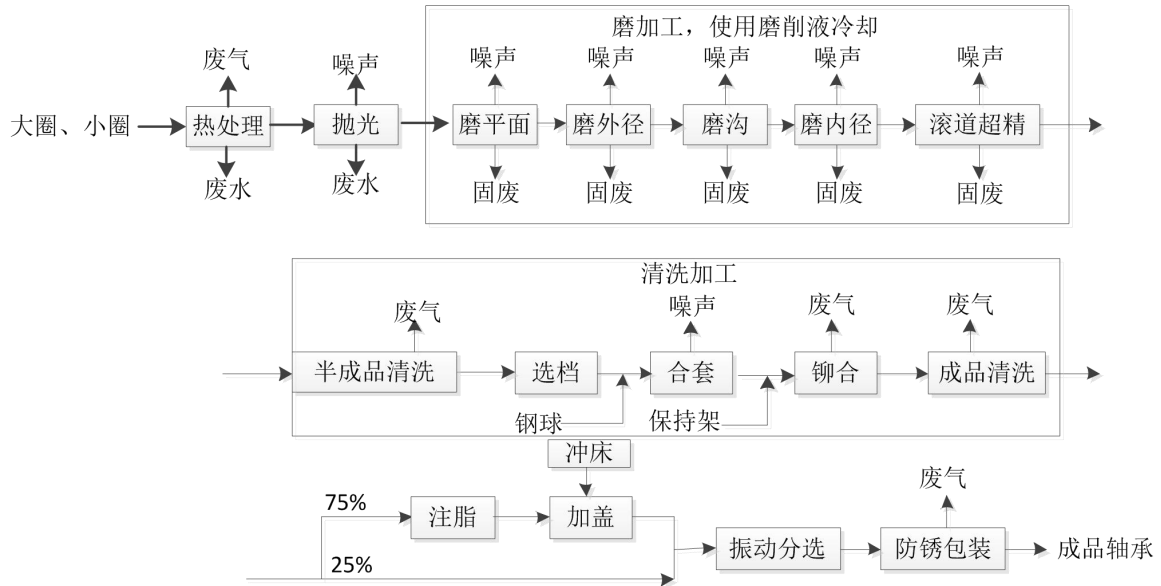 磨加工，使用磨削液冷却
废气 噪声 噪声 噪声 噪声 噪声 噪声
大圈、小圈 热处理 抛光 磨平面 磨外径 磨沟 磨内径 滚道超精
废水 废水 固废 固废 固废 固废 固废
清洗加工
废气 噪声 废气 废气
半成品清洗 选档 合套 铆合 成品清洗
钢球 保持架
冲床
废气
75% 注脂 加盖
振动分选 防锈包装 成品轴承
25%